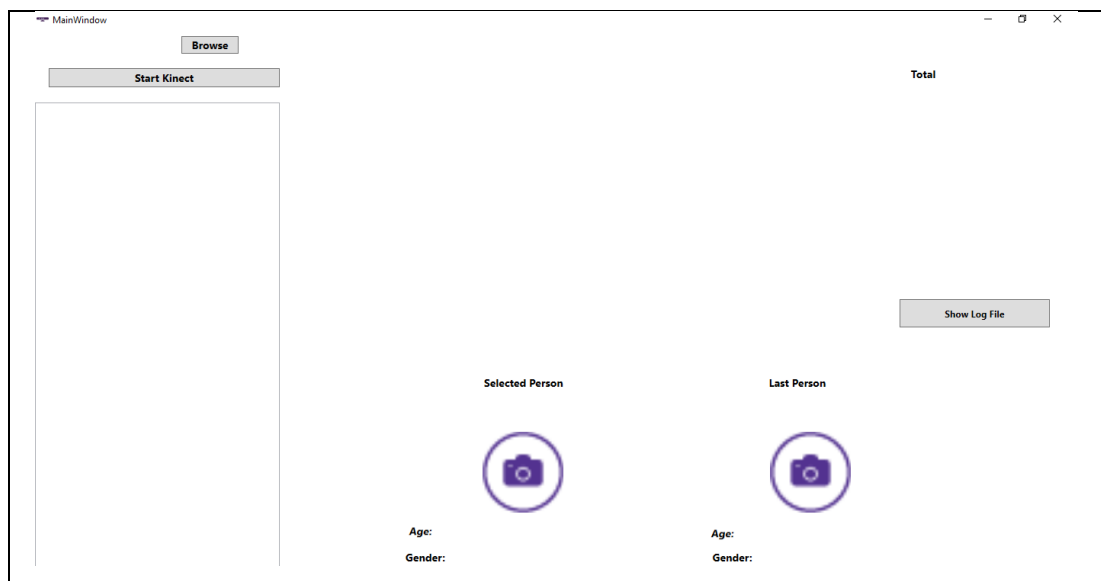 MainWindow
Browse
Start Kinect
Total
Show Log File
Selected Person
Last Person
Age:
Age:
Gender:
Gender: